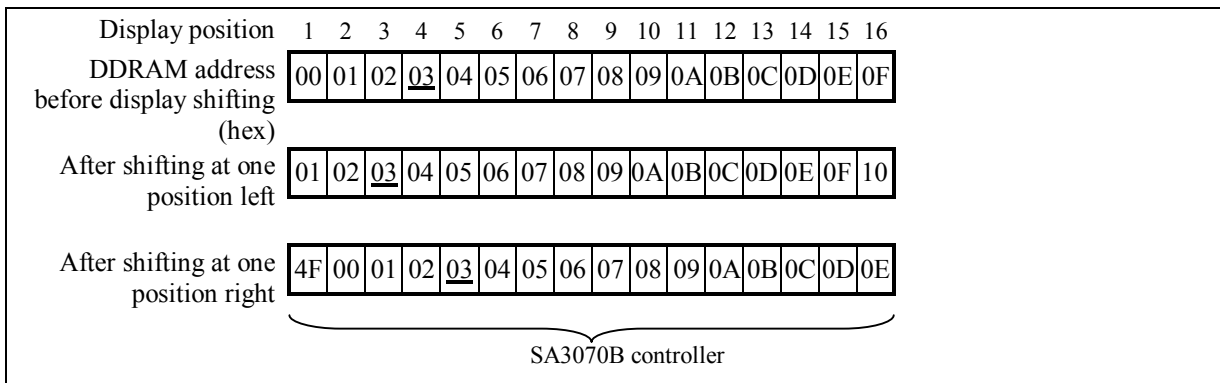 Display position 1 2 3 4 5 6 7 8 9 10 11 12 13 14 15 16
DDRAM address
before display shifting
(hex)
00 01 02 03 04 05 06 07 08 09 0A 0B 0C 0D 0E 0F
After shifting at one
position left
01 02 03 04 05 06 07 08 09 0A 0B 0C 0D 0E 0F 10
After shifting at one
position right
4F 00 01 02 03 04 05 06 07 08 09 0A 0B 0C 0D 0E
SA3070B controller